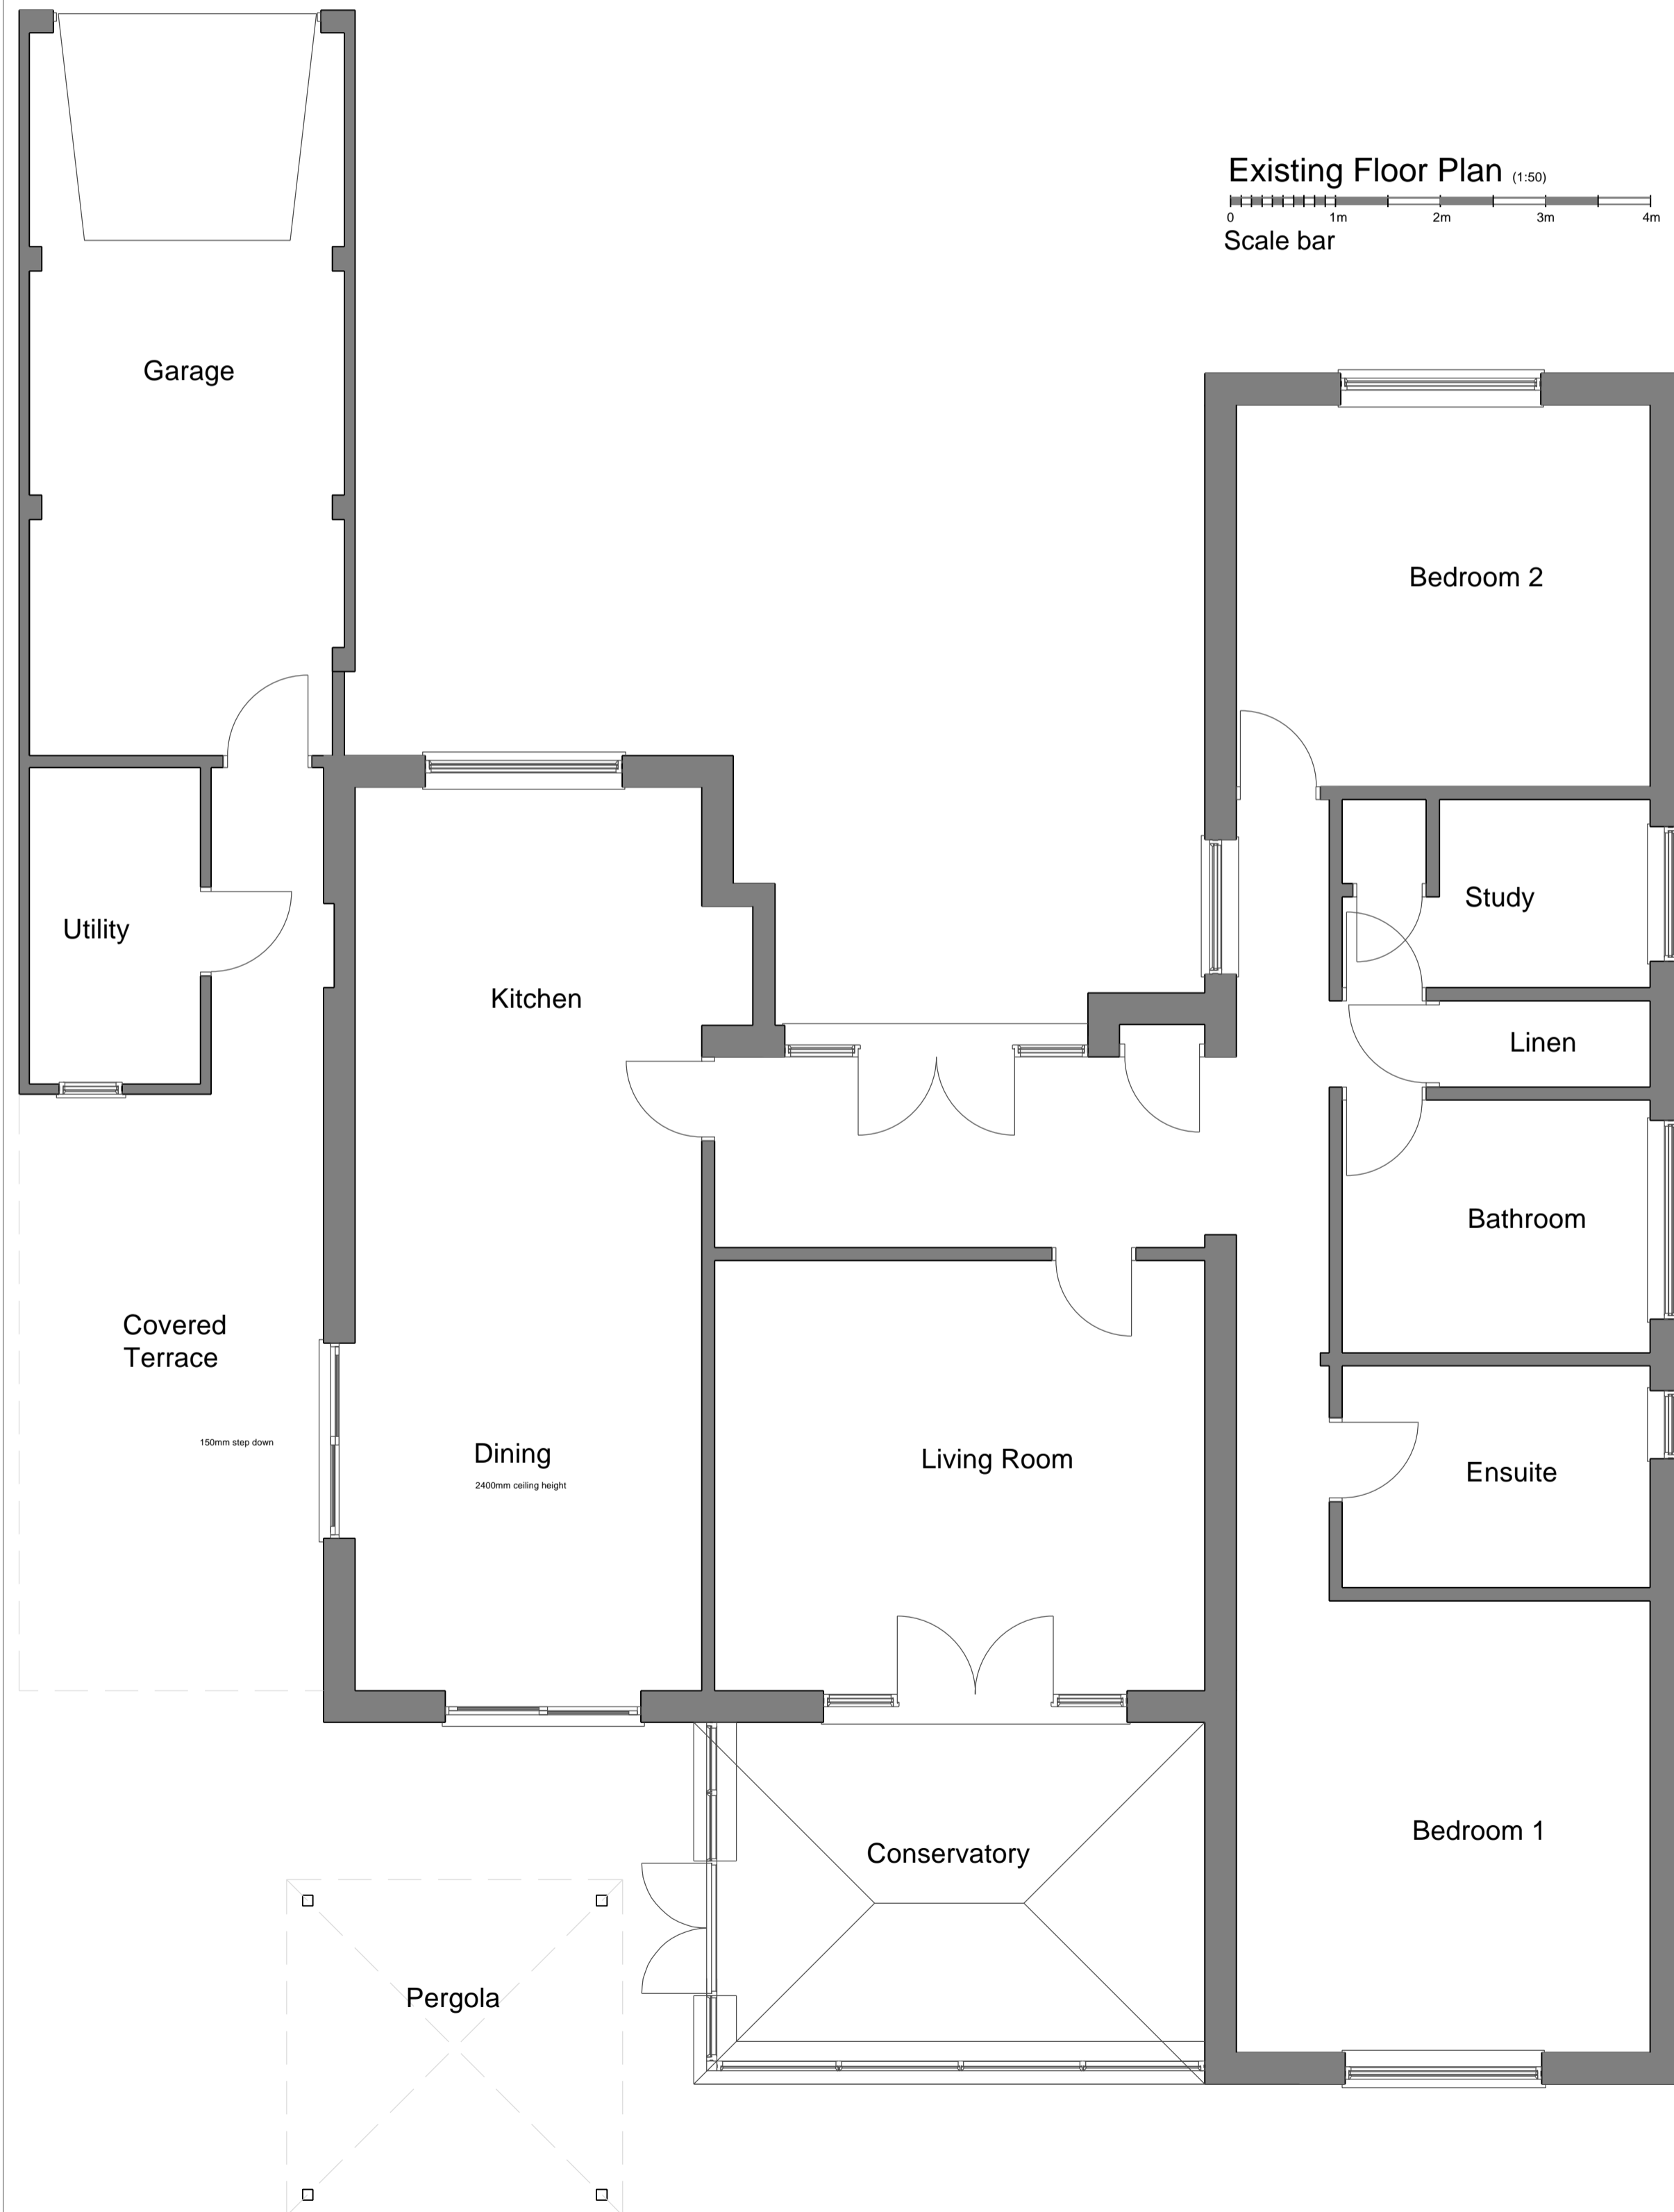 Existing Floor Plan (1:50)
0 1m 2m 3m 4m
Scale bar
Garage
Bedroom 2
Study
Utility
Kitchen
Linen
Bathroom
Covered
Terrace
150mm step down
Dining
2400mm ceiling height
Living Room
Ensuite
Bedroom 1
Conservatory
Pergola